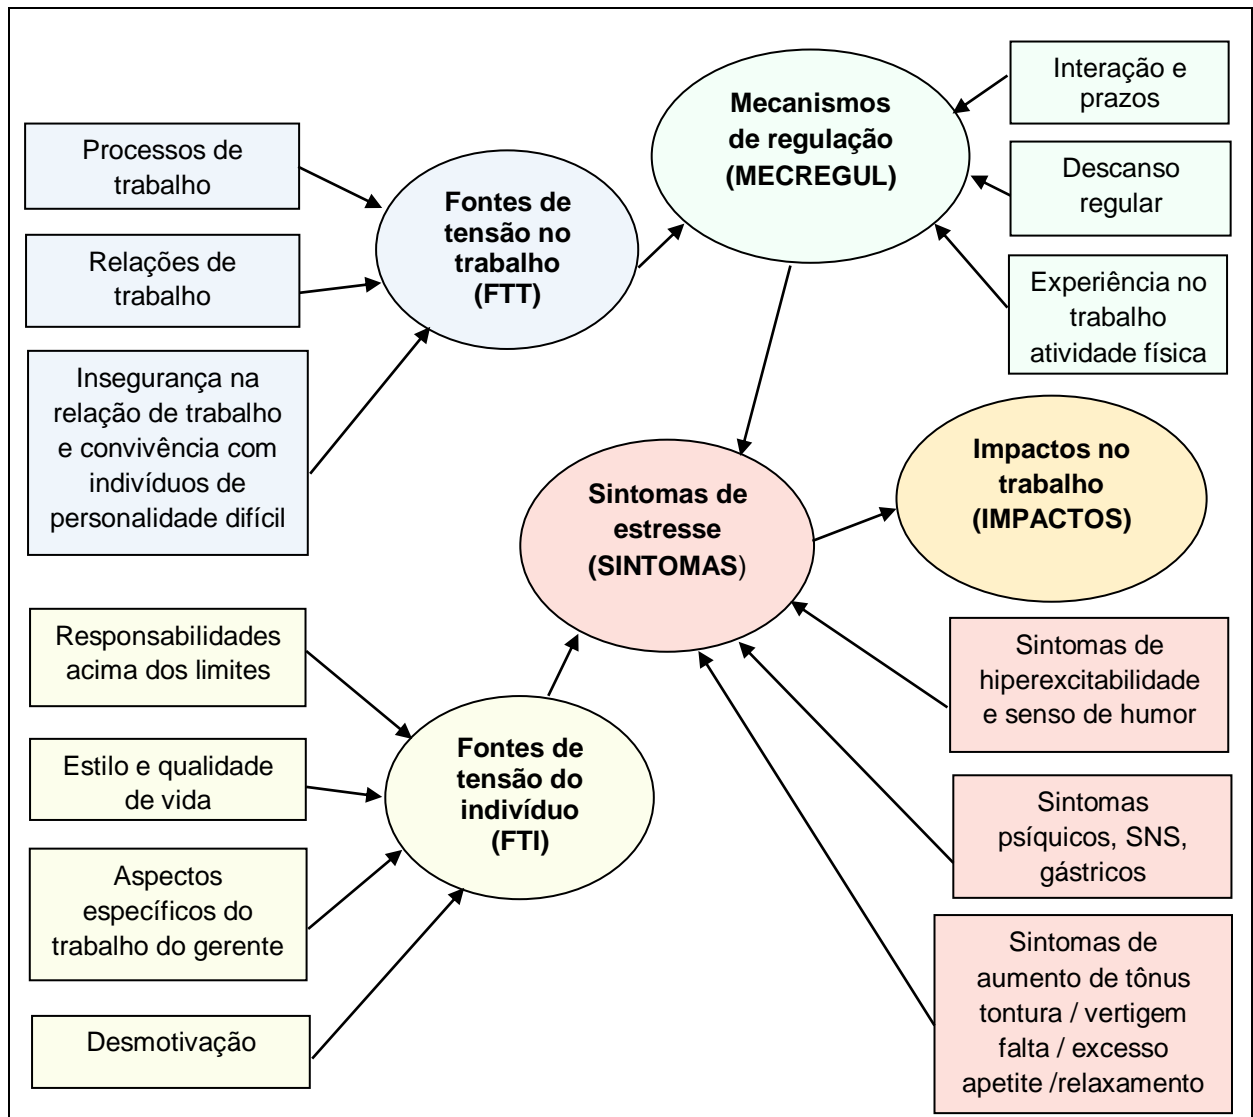 Processos de
trabalho
Relações de
trabalho
Insegurança na
relação de trabalho
e convivência com
indivíduos de
personalidade difícil
Fontes de
tensão no
trabalho
(FTT)
Mecanismos
de regulação
(MECREGUL)
Interação e
prazos
Descanso
regular
Experiência no
trabalho
atividade física
Sintomas de
estresse
(SINTOMAS)
Impactos no
trabalho
(IMPACTOS)
Responsabilidades
acima dos limites
Estilo e qualidade
de vida
Aspectos
específicos do
trabalho do gerente
Desmotivação
Fontes de
tensão do
indivíduo
(FTI)
Sintomas de
hiperexcitabilidade
e senso de humor
Sintomas
psíquicos, SNS,
gástricos
Sintomas de
aumento de tônus
tontura / vertigem
falta / excesso
apetite /relaxamento